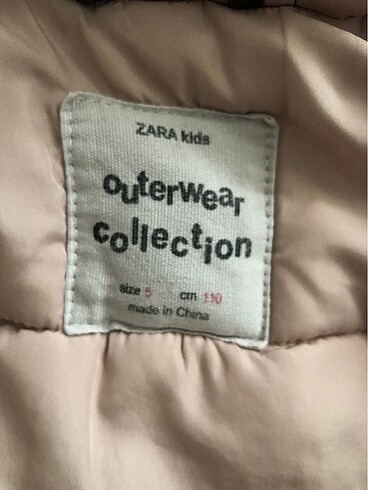 ZARA kids
outerwear
collection
size 5 cm 110
made in China